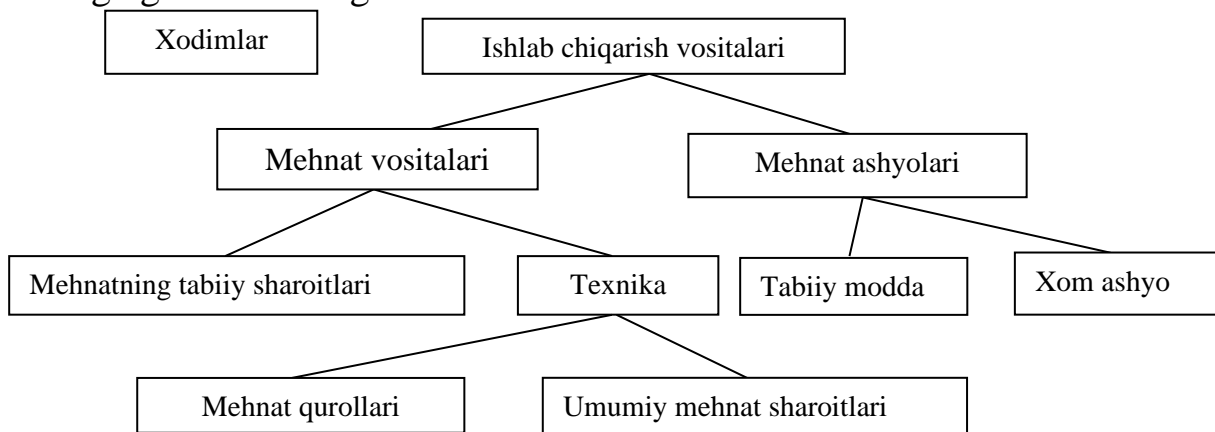 Xodimlar
Ishlab chiqarish vositalari
Mehnat vositalari
Mehnat ashyolari
Mehnatning tabiiy sharoitlari
Texnika
Tabiiy modda
Xom ashyo
Mehnat qurollari
Umumiy mehnat sharoitlari